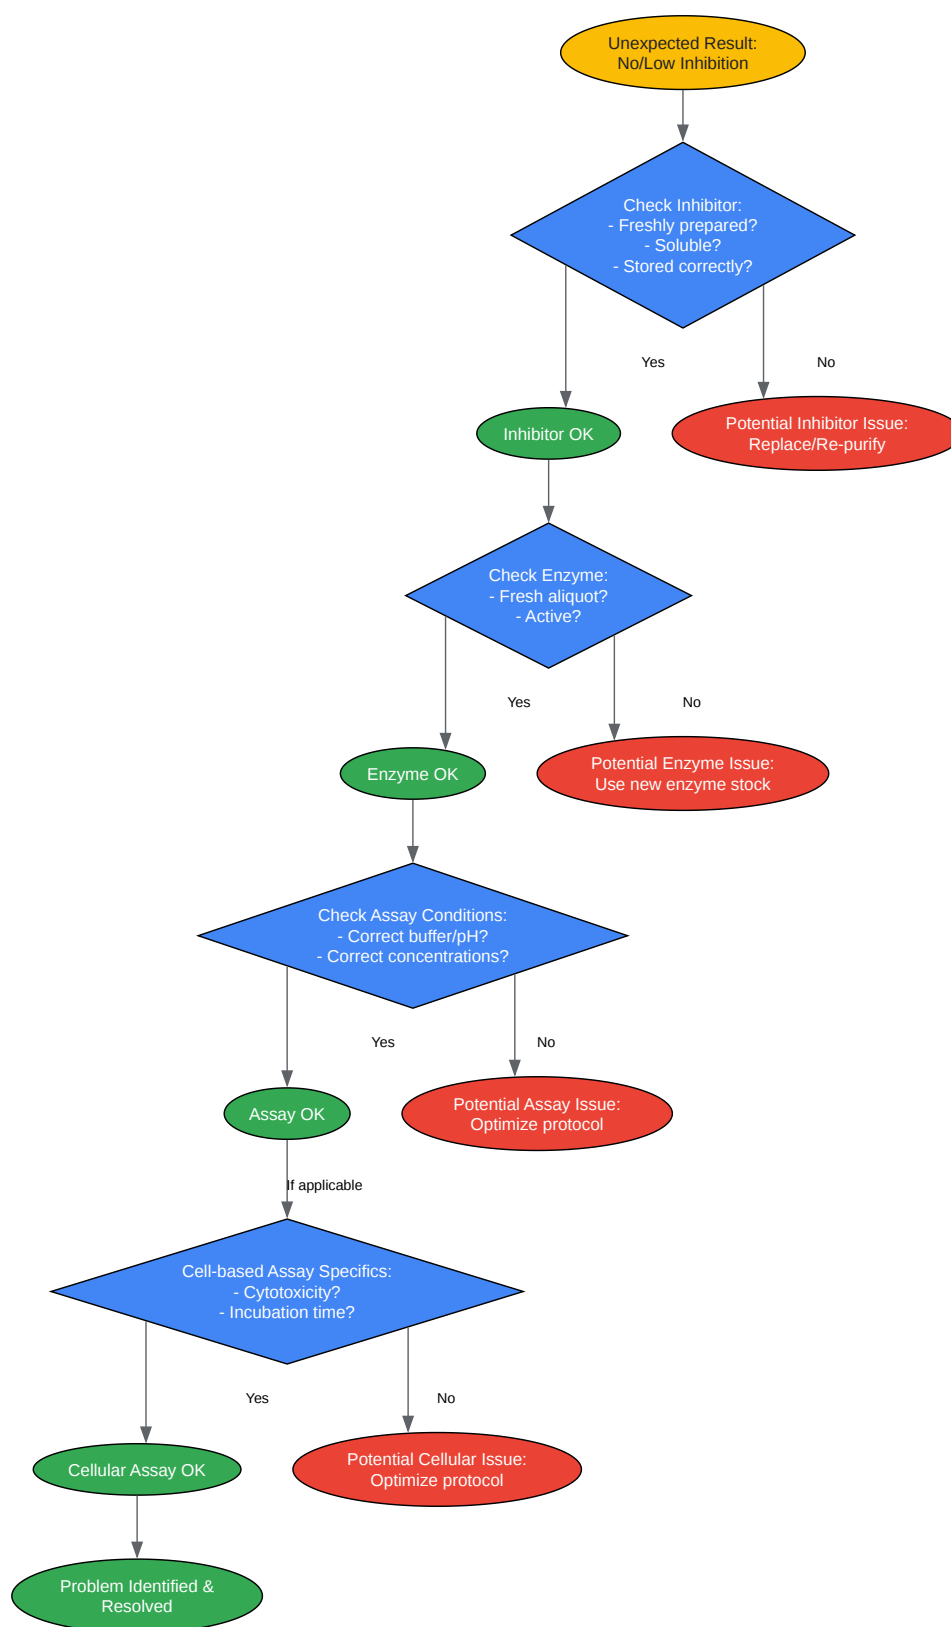 Unexpected Result:
No/Low Inhibition
Check Inhibitor:
- Freshly prepared?
- Soluble?
- Stored correctly?
Yes
No
Inhibitor OK
Potential Inhibitor Issue:
Replace/Re-purify
Check Enzyme:
- Fresh aliquot?
- Active?
Yes
No
Enzyme OK
Potential Enzyme Issue:
Use new enzyme stock
Check Assay Conditions:
- Correct buffer/pH?
- Correct concentrations?
Yes
No
Assay OK
Potential Assay Issue:
Optimize protocol
If applicable
Cell-based Assay Specifics:
- Cytotoxicity?
- Incubation time?
Yes
No
Cellular Assay OK
Potential Cellular Issue:
Optimize protocol
Problem Identified &
Resolved